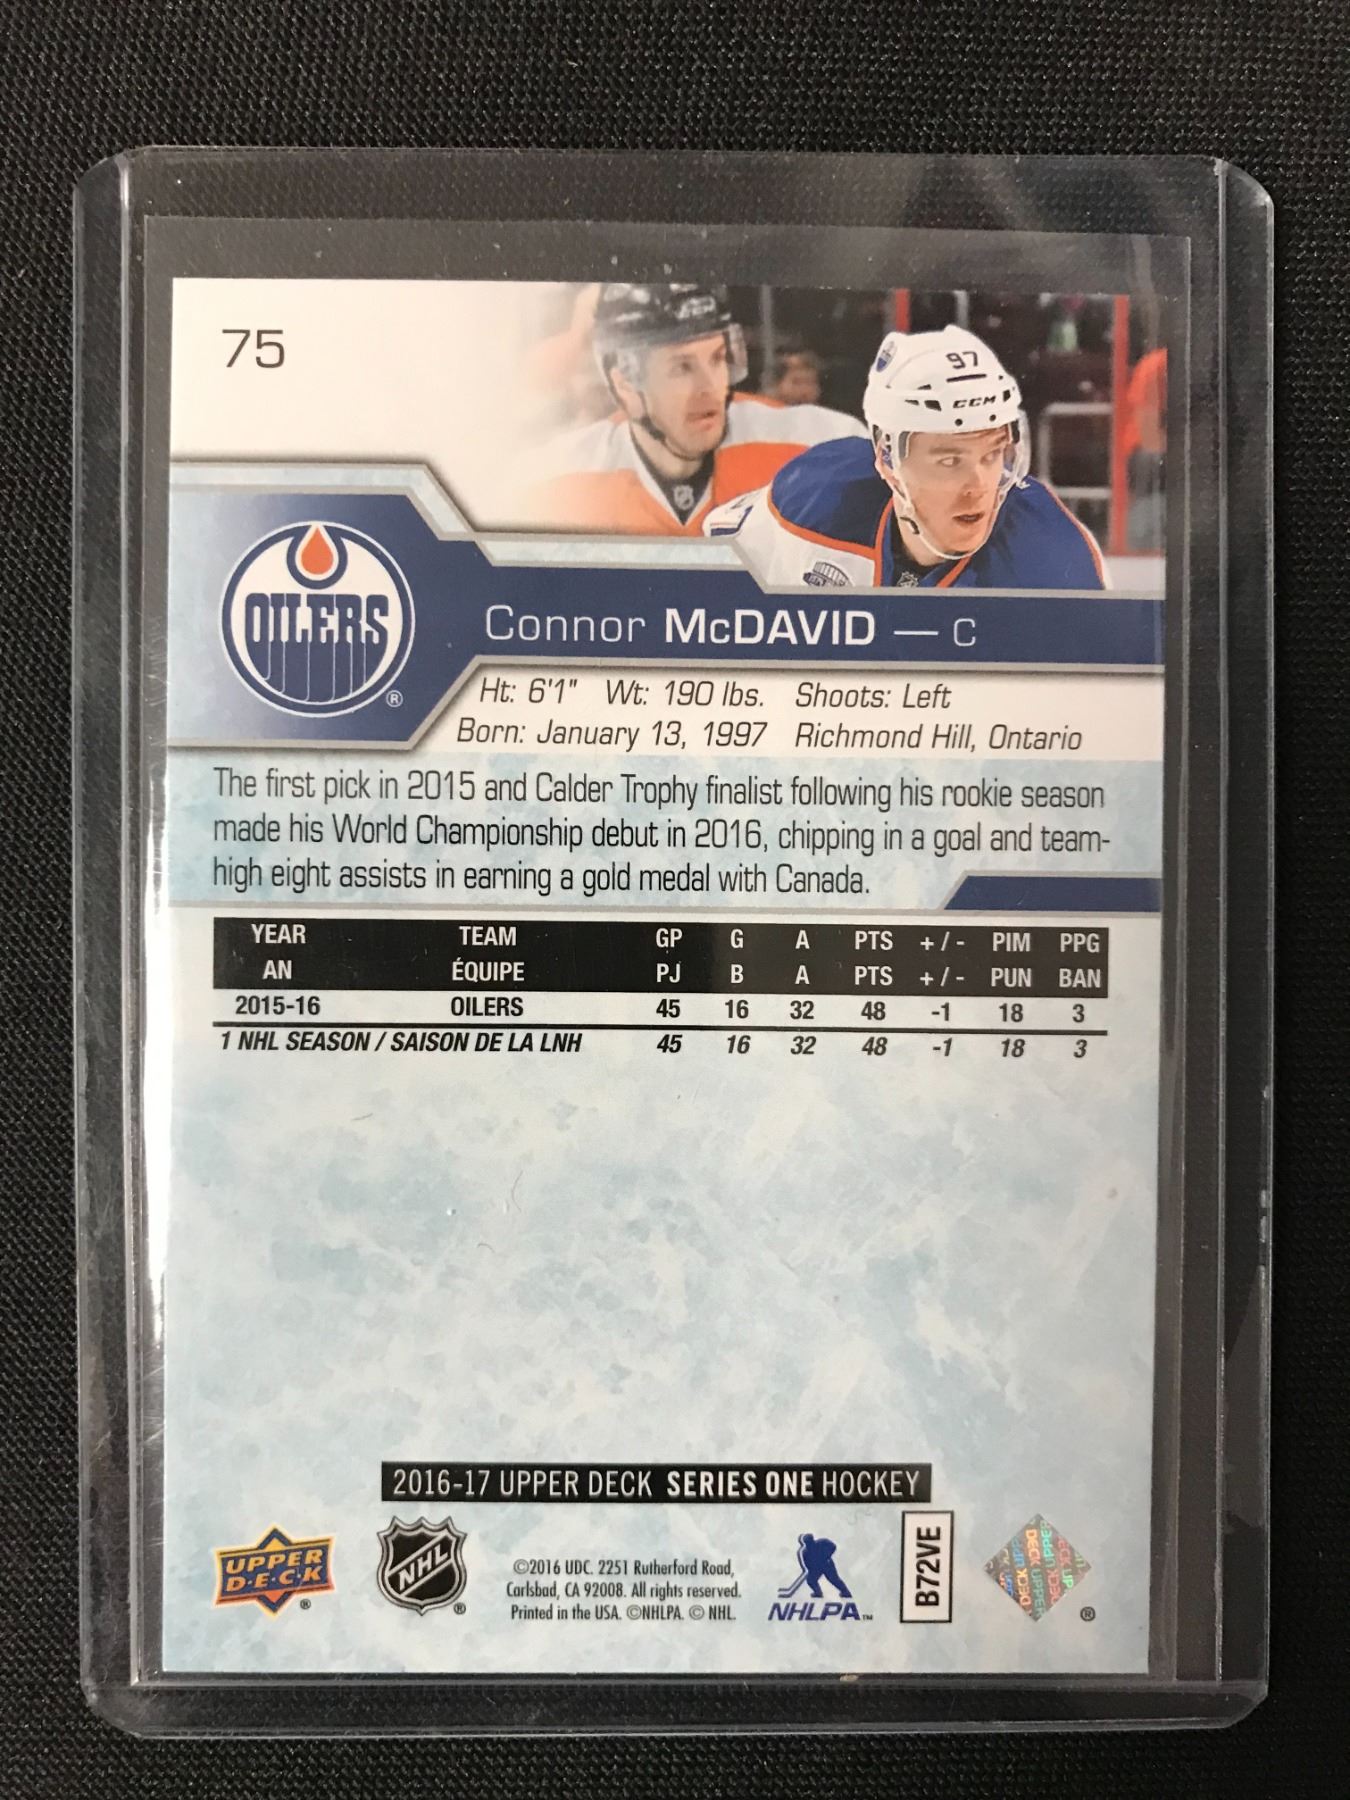 75
97
CCM
OILERS
®
Connor McDAVID — C
Ht: 6'1" Wt: 190 lbs. Shoots: Left
Born: January 13, 1997 Richmond Hill, Ontario
The first pick in 2015 and Calder Trophy finalist following his rookie season
made his World Championship debut in 2016, chipping in a goal and team-
high eight assists in earning a gold medal with Canada.
YEAR TEAM GP G A PTS +/- PIM PPG
AN ÉQUIPE PJ B A PTS +/- PUN BAN
2015-16 OILERS 45 16 32 48 -1 18 3
1 NHL SEASON / SAISON DE LA LNH 45 16 32 48 -1 18 3
2016-17 UPPER DECK SERIES ONE HOCKEY
UPPER
D•E•C•K
®
NHL
®
©2016 UDC. 2251 Rutherford Road,
Carlsbad, CA 92008. All rights reserved.
Printed in the USA. ©NHLPA. © NHL.
NHLPA™
B72VE
DECK UPPER
®